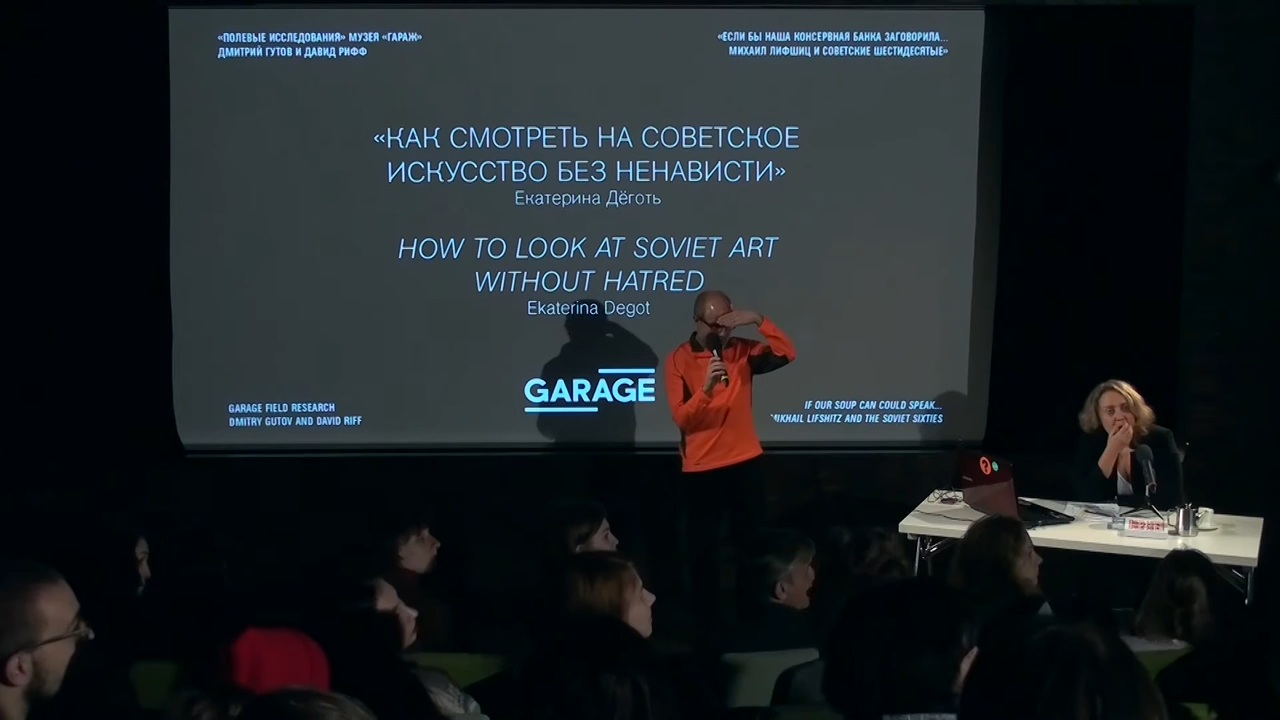 «ПОЛЕВЫЕ ИССЛЕДОВАНИЯ» МУЗЕЯ «ГАРАЖ»
ДМИТРИЙ ГУТОВ И ДАВИД РИФФ
«ЕСЛИ БЫ НАША КОНСЕРВНАЯ БАНКА ЗАГОВОРИЛА...
МИХАИЛ ЛИФШИЦ И СОВЕТСКИЕ ШЕСТИДЕСЯТЫЕ»
«КАК СМОТРЕТЬ НА СОВЕТСКОЕ
ИСКУССТВО БЕЗ НЕНАВИСТИ»
Екатерина Дёготь
HOW TO LOOK AT SOVIET ART
WITHOUT HATRED
Ekaterina Degot
GARAGE
GARAGE FIELD RESEARCH
DMITRY GUTOV AND DAVID RIFF
IF OUR SOUP CAN COULD SPEAK...
MIKHAIL LIFSHITZ AND THE SOVIET SIXTIES